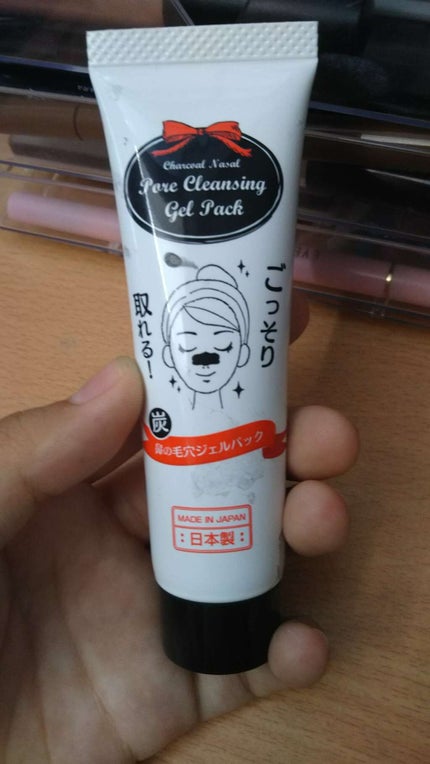 Charcoal Nasal
Pore Cleansing
Gel Pack
ごっそり
取れる!
炭
鼻の毛穴ジェルパック
MADE IN JAPAN
:日本製: